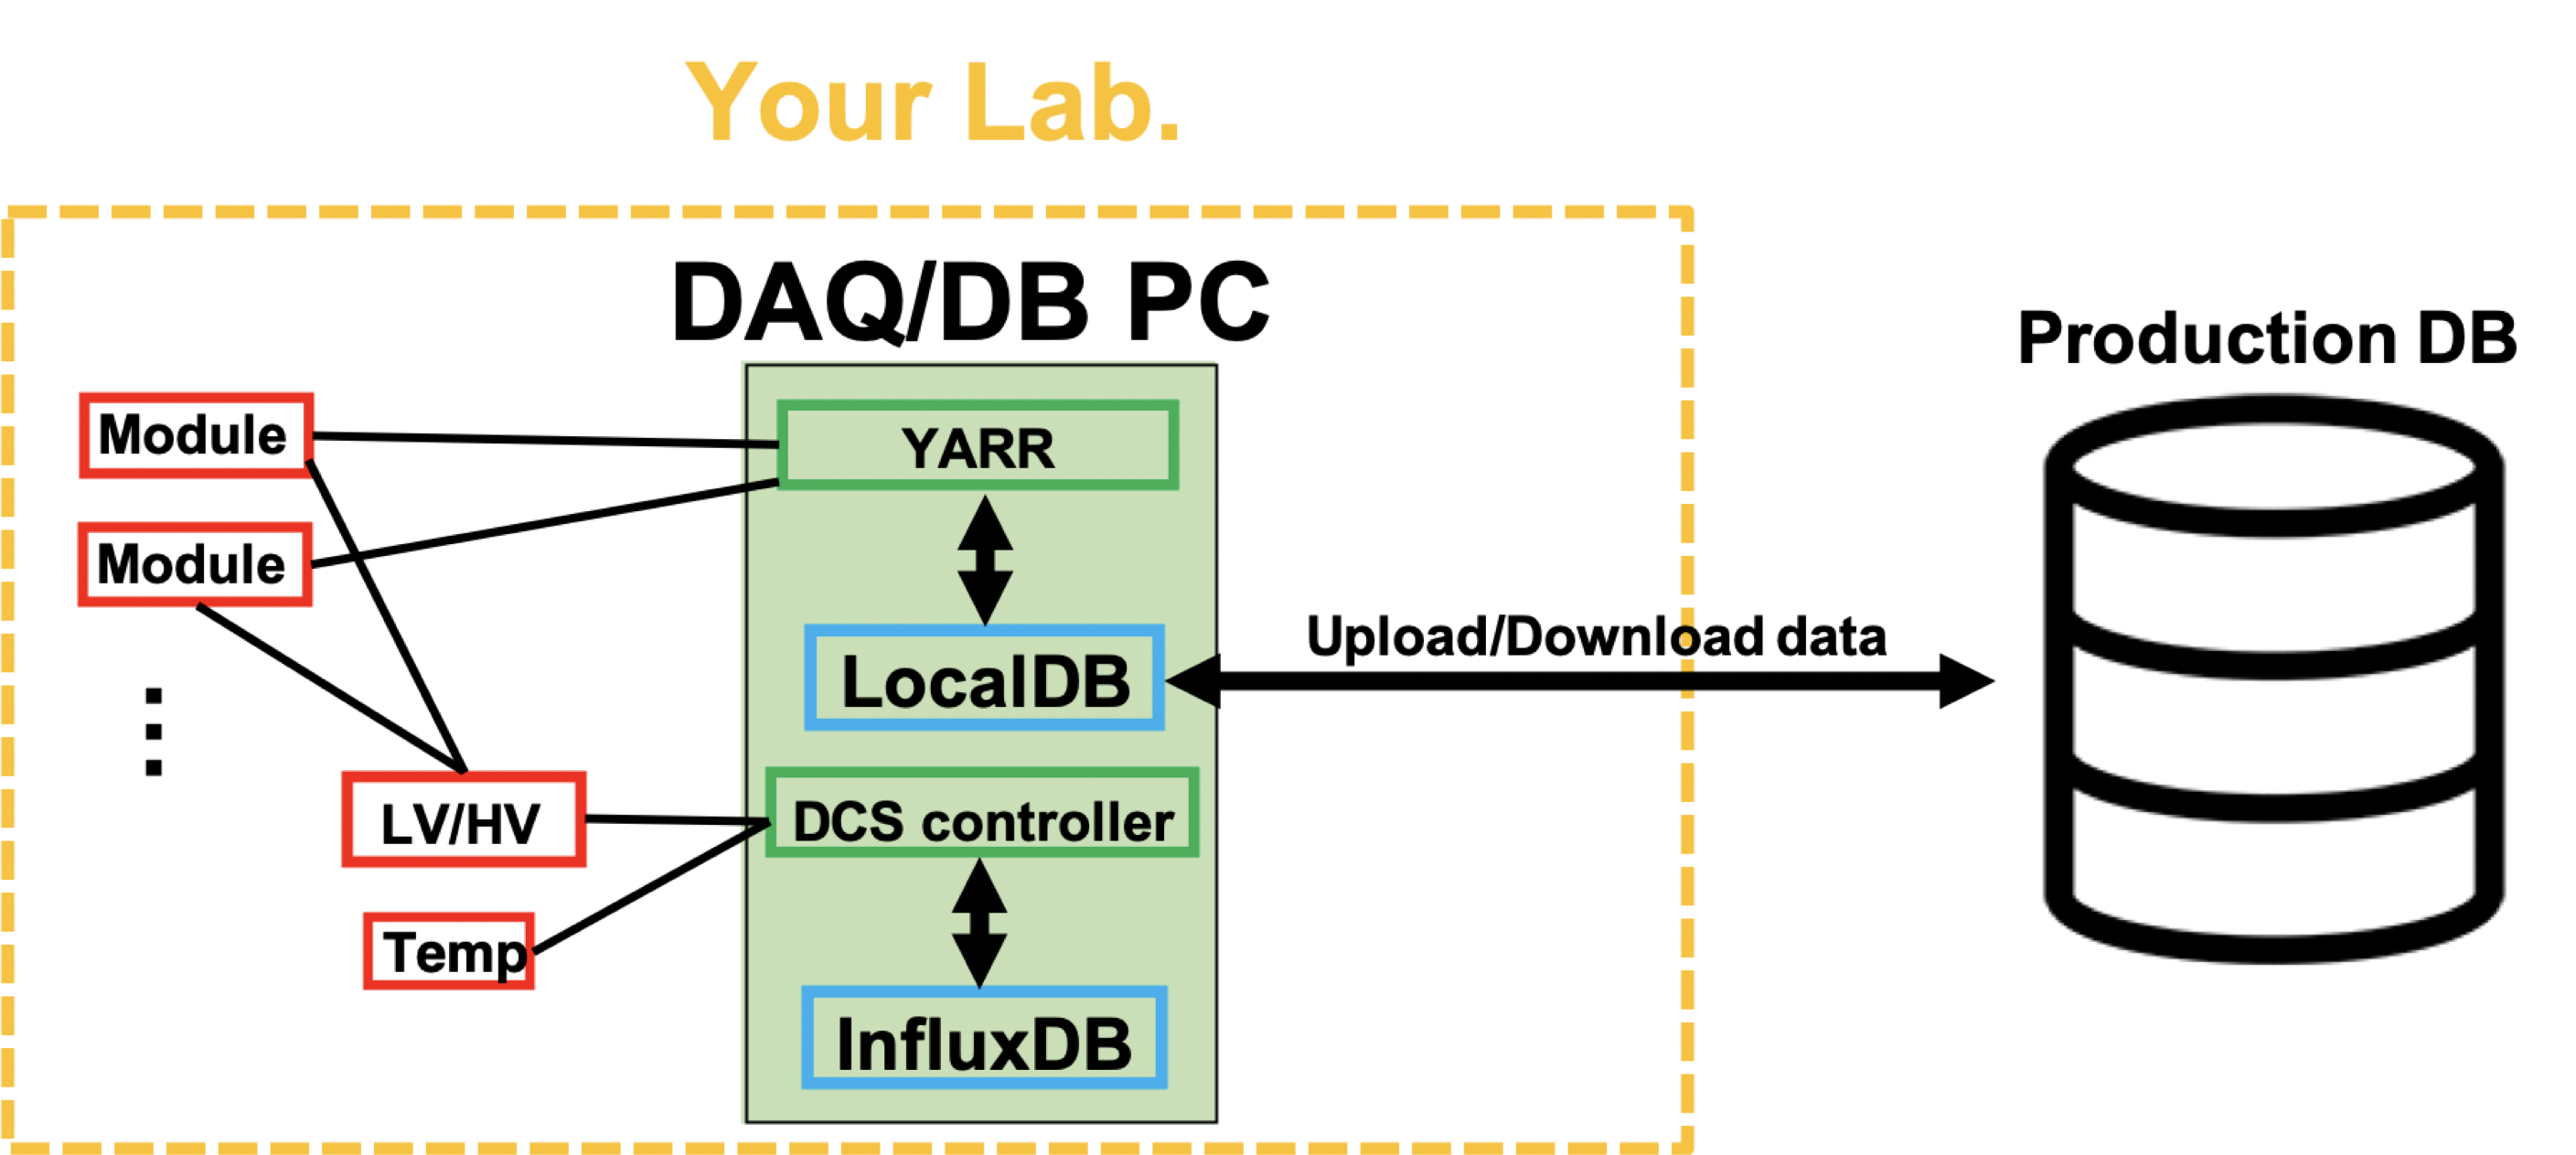 Your Lab.
DAQ/DB PC
Production DB
Module
YARR
Module
Upload/Download data
LocalDB
LV/HV
DCS controller
Temp
InfluxDB